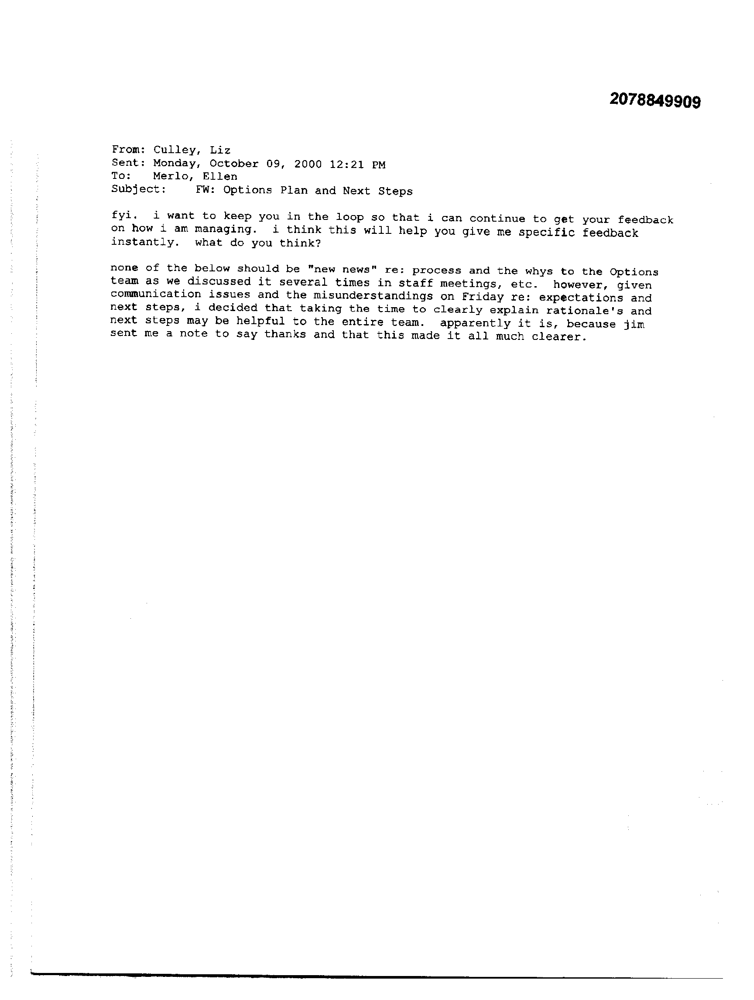 2078849909
From: Culley, Liz
Sent: Monday, October 09, 2000 12:21 PM
To: Merlo, Ellen
Subject: FW: Options Plan and Next Steps
fyi. i want to keep you in the loop so that i can continue to get your feedback
on how i am managing. i think this will help you give me specific feedback
instantly. what do you think?
none of the below should be "new news" re: process and the whys to the Options
team as we discussed it several times in staff meetings, etc. however, given
communication issues and the misunderstandings on Friday re: expectations and
next steps, i decided that taking the time to clearly explain rationale's and
next steps may be helpful to the entire team. apparently it is, because jim
sent me a note to say thanks and that this made it all much clearer.